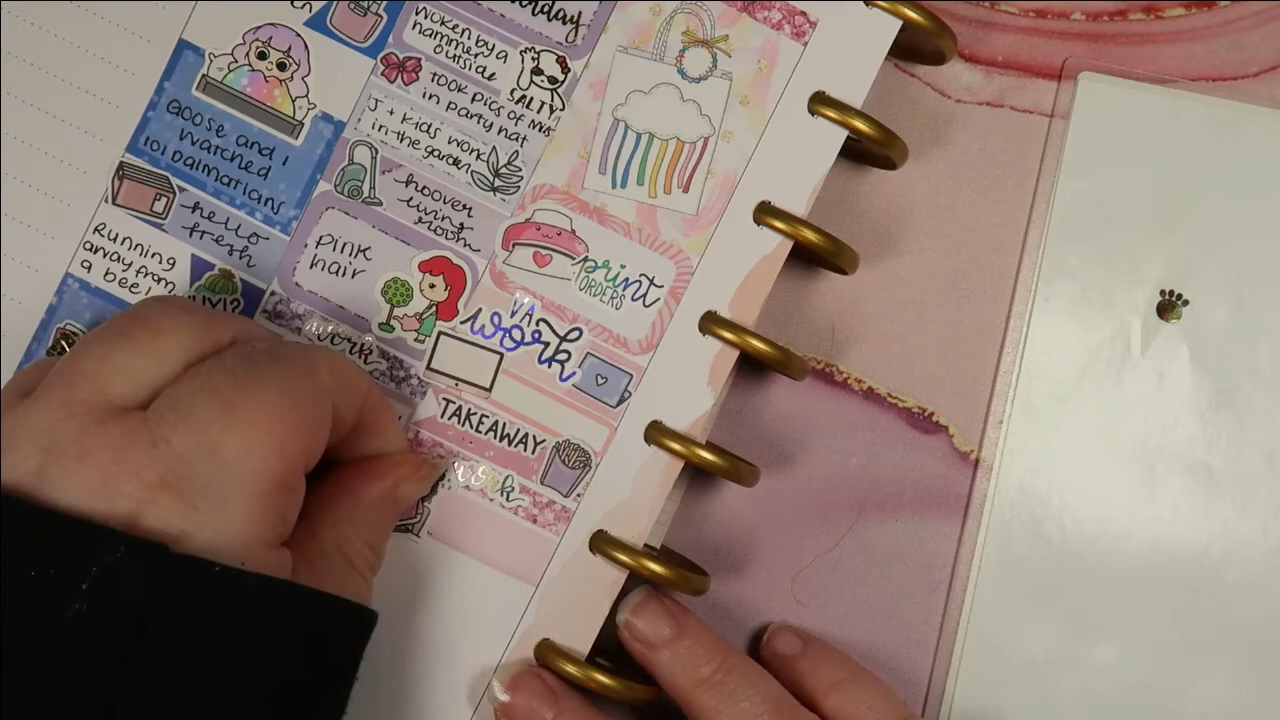 GOOSE and I
watched
101 Dalmatians
hello
fresh
Running
away from
a bee!
woken by a
hammer
outside
SALTY
took pics of
in party hat
J + kids work
in the garden
hoover
living
room
pink
hair
work
print
ORDERS
VA
work
TAKEAWAY
work